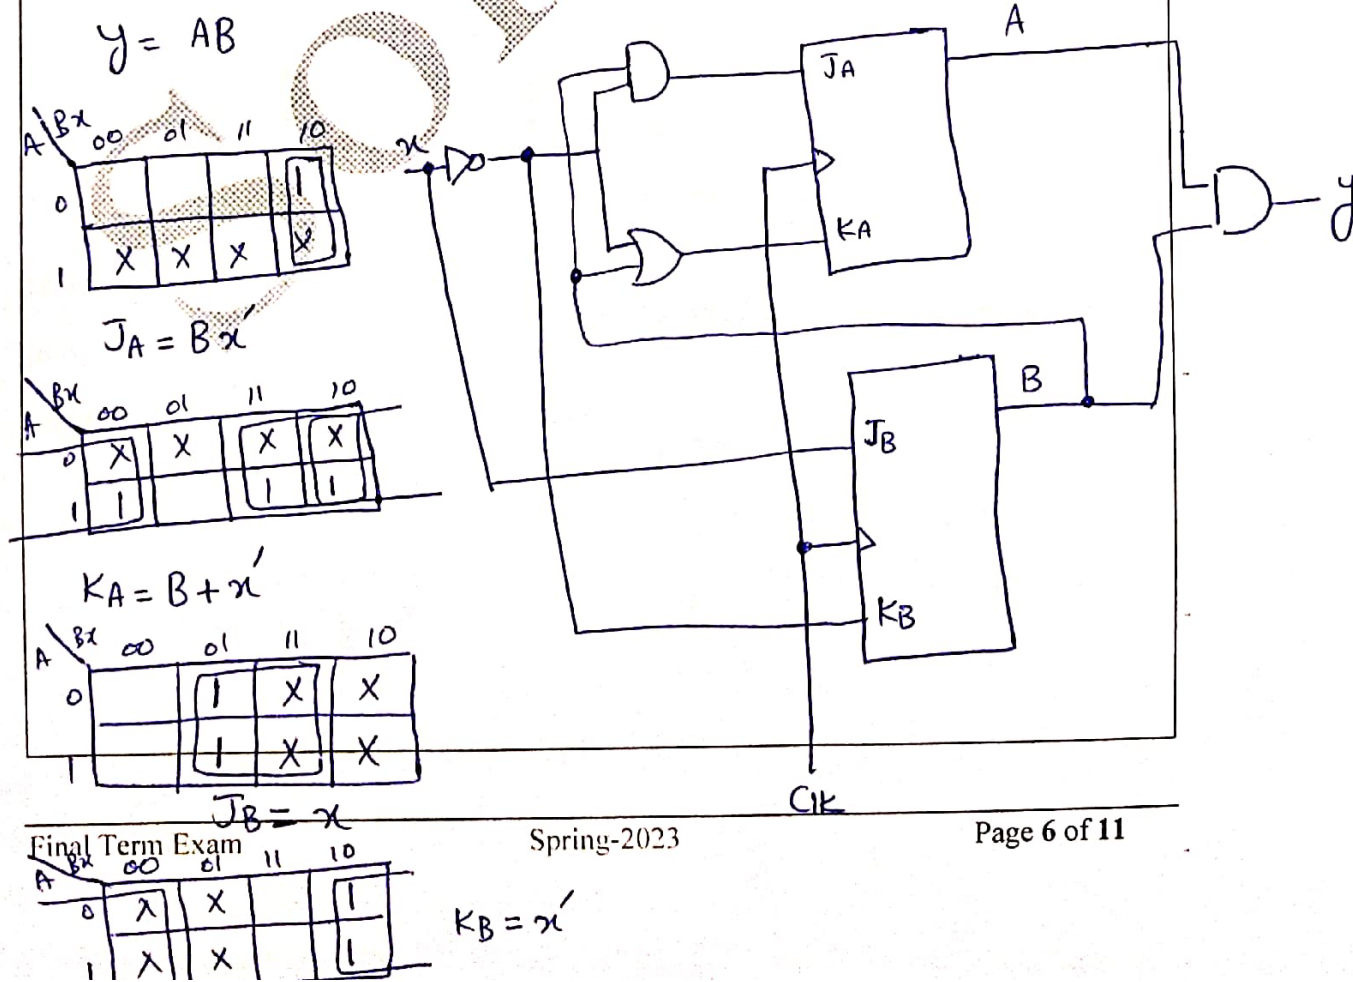 y = AB
A Bx 00 01 11 10
0 1
1 X X X X
JA = Bx′
A Bx 00 01 11 10
0 X X X X
1 1 1 1
KA = B + x′
A Bx 00 01 11 10
0 1 X X
1 1 X X
JB = x
A Bx 00 01 11 10
0 X X 1
1 X X 1
KB = x′
x
A
JA
KA
y
B
JB
KB
Clk
Final Term Exam Spring-2023 Page 6 of 11